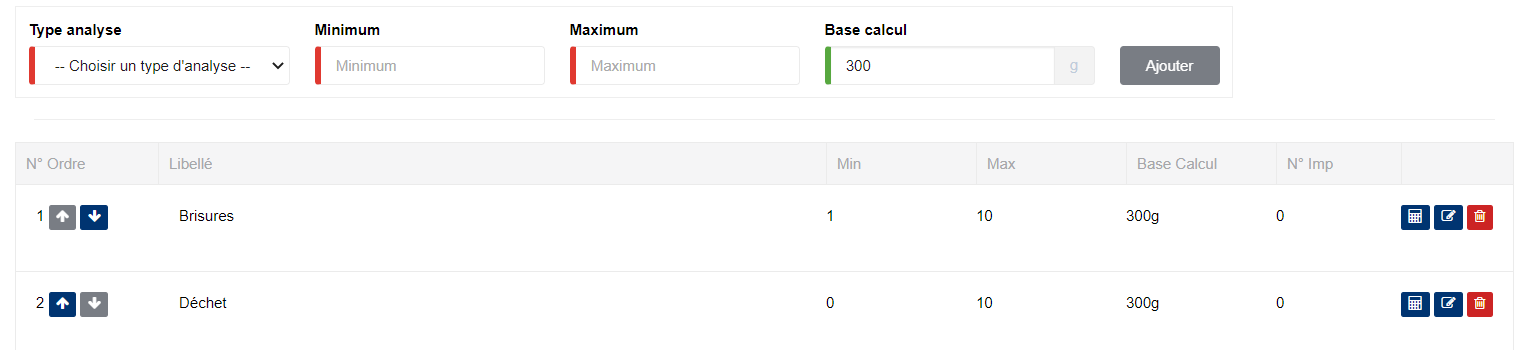 Type analyse Minimum Maximum Base calcul
-- Choisir un type d'analyse -- Minimum Maximum 300 g Ajouter
N° Ordre Libellé Min Max Base Calcul N° Imp
1 Brisures 1 10 300g 0
2 Déchet 0 10 300g 0